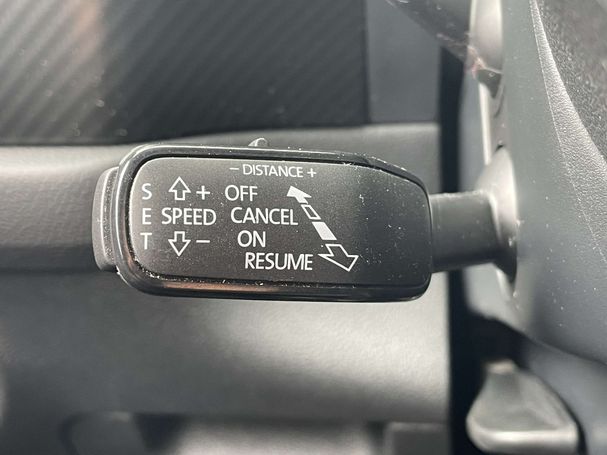 - DISTANCE +
S + OFF
E SPEED CANCEL
T - ON
RESUME